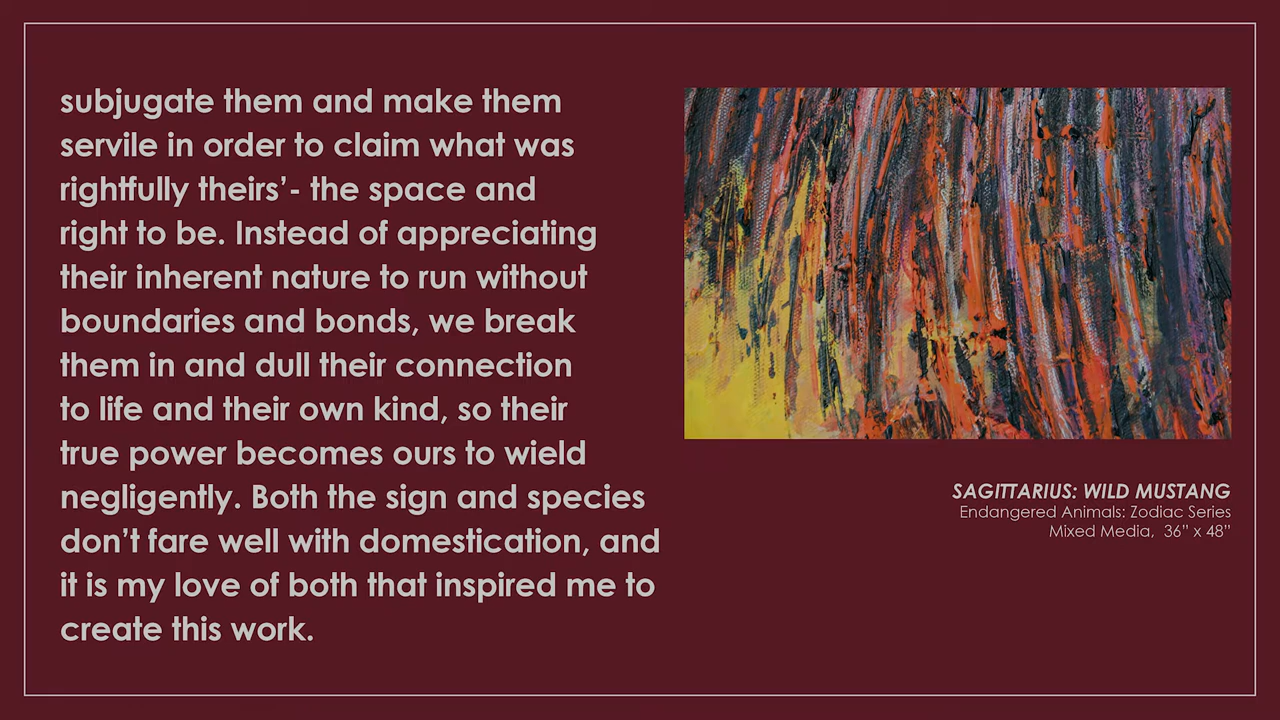 subjugate them and make them
servile in order to claim what was
rightfully theirs’- the space and
right to be. Instead of appreciating
their inherent nature to run without
boundaries and bonds, we break
them in and dull their connection
to life and their own kind, so their
true power becomes ours to wield
negligently. Both the sign and species
don’t fare well with domestication, and
it is my love of both that inspired me to
create this work.
SAGITTARIUS: WILD MUSTANG
Endangered Animals: Zodiac Series
Mixed Media, 36” x 48”